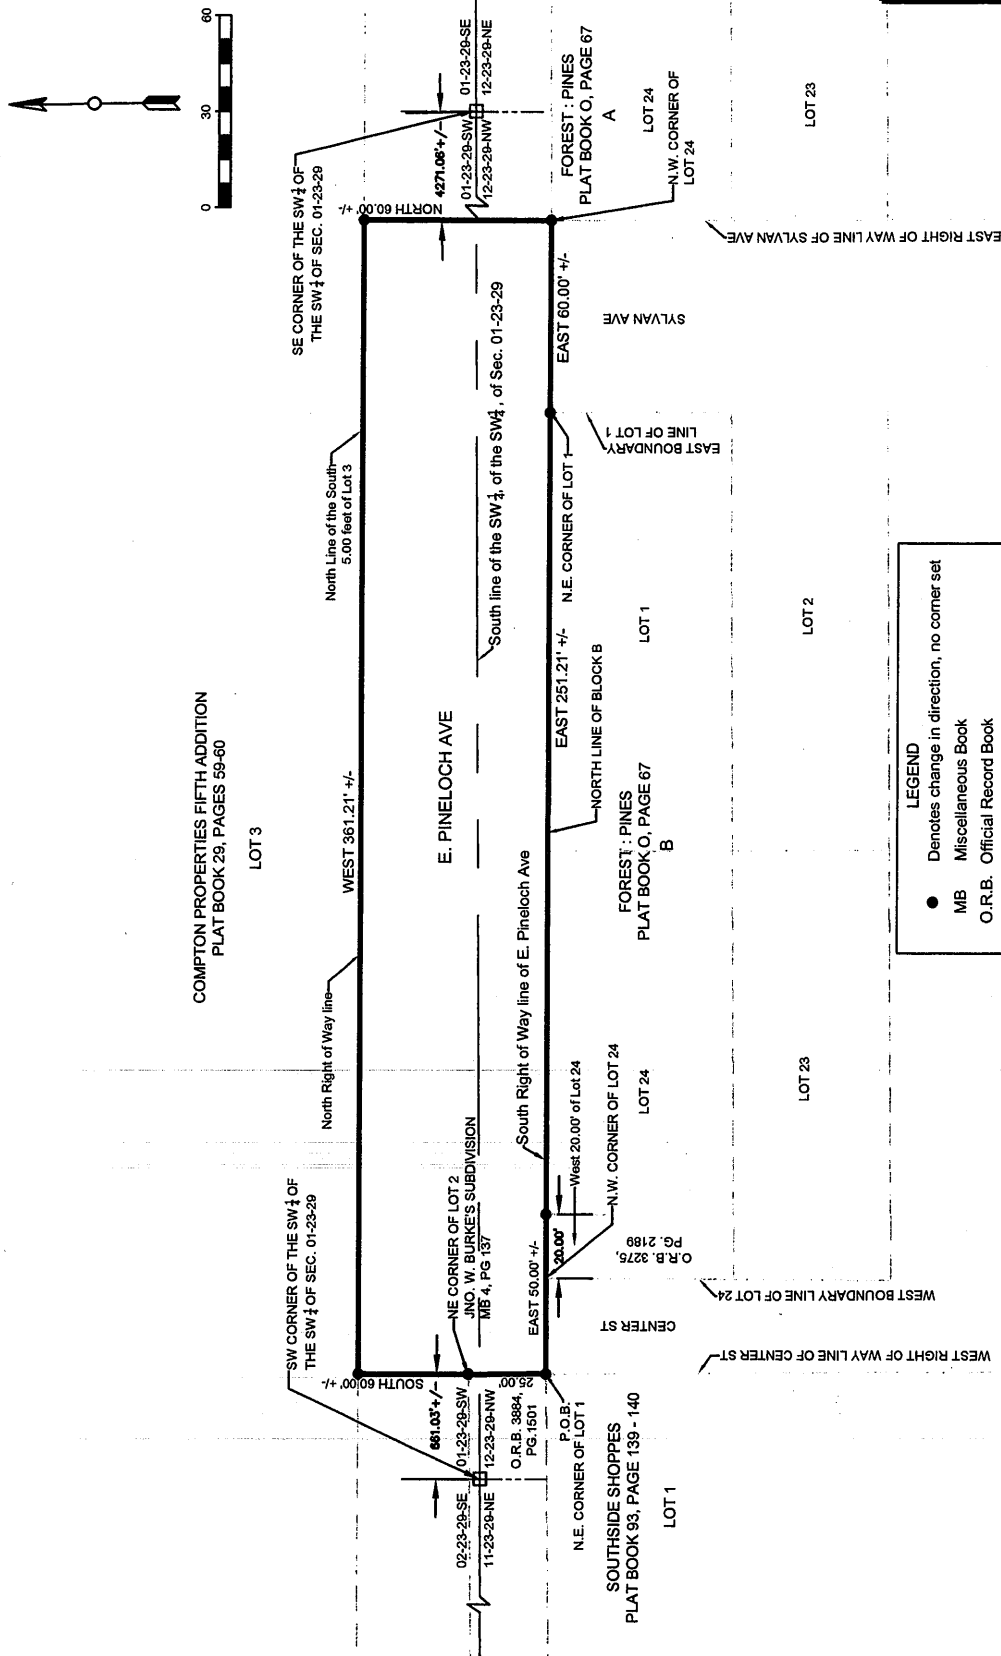 0
30
60
COMPTON PROPERTIES FIFTH ADDITION
PLAT BOOK 29, PAGES 59-60
LOT 3
SW CORNER OF THE SW 1/4 OF
THE SW 1/4 OF SEC. 01-23-29
SE CORNER OF THE SW 1/4 OF
THE SW 1/4 OF SEC. 01-23-29
North Right of Way line
WEST 361.21' +/-
North Line of the South
5.00 feet of Lot 3
SOUTH 60.00' +/-
NORTH 60.00' +/-
661.03'+/-
4271.06'+/-
02-23-29-SE
01-23-29-SW
11-23-29-NE
12-23-29-NW
01-23-29-SW
01-23-29-SE
12-23-29-NW
12-23-29-NE
NE CORNER OF LOT 2
JNO. W. BURKE'S SUBDIVISION
MB 4, PG 137
E. PINELOCH AVE
South line of the SW 1/4, of the SW 1/4, of Sec. 01-23-29
O.R.B. 3884,
PG.1501
25.00'
South Right of Way line of E. Pineloch Ave
EAST 50.00' +/-
20.00'
EAST 251.21' +/-
EAST 60.00' +/-
P.O.B.
N.E. CORNER OF LOT 1
West 20.00' of Lot 24
N.W. CORNER OF LOT 24
NORTH LINE OF BLOCK B
N.E. CORNER OF LOT 1
FOREST : PINES
PLAT BOOK O, PAGE 67
A
LOT 24
N.W. CORNER OF
LOT 24
LOT 23
SOUTHSIDE SHOPPES
PLAT BOOK 93, PAGE 139 - 140
LOT 1
CENTER ST
O.R.B. 3275,
PG. 2189
FOREST : PINES
PLAT BOOK O, PAGE 67
B
LOT 24
LOT 1
EAST BOUNDARY
LINE OF LOT 1
SYLVAN AVE
WEST RIGHT OF WAY LINE OF CENTER ST
WEST BOUNDARY LINE OF LOT 24
EAST RIGHT OF WAY LINE OF SYLVAN AVE
LOT 23
LOT 2
LEGEND
Denotes change in direction, no corner set
MB Miscellaneous Book
O.R.B. Official Record Book